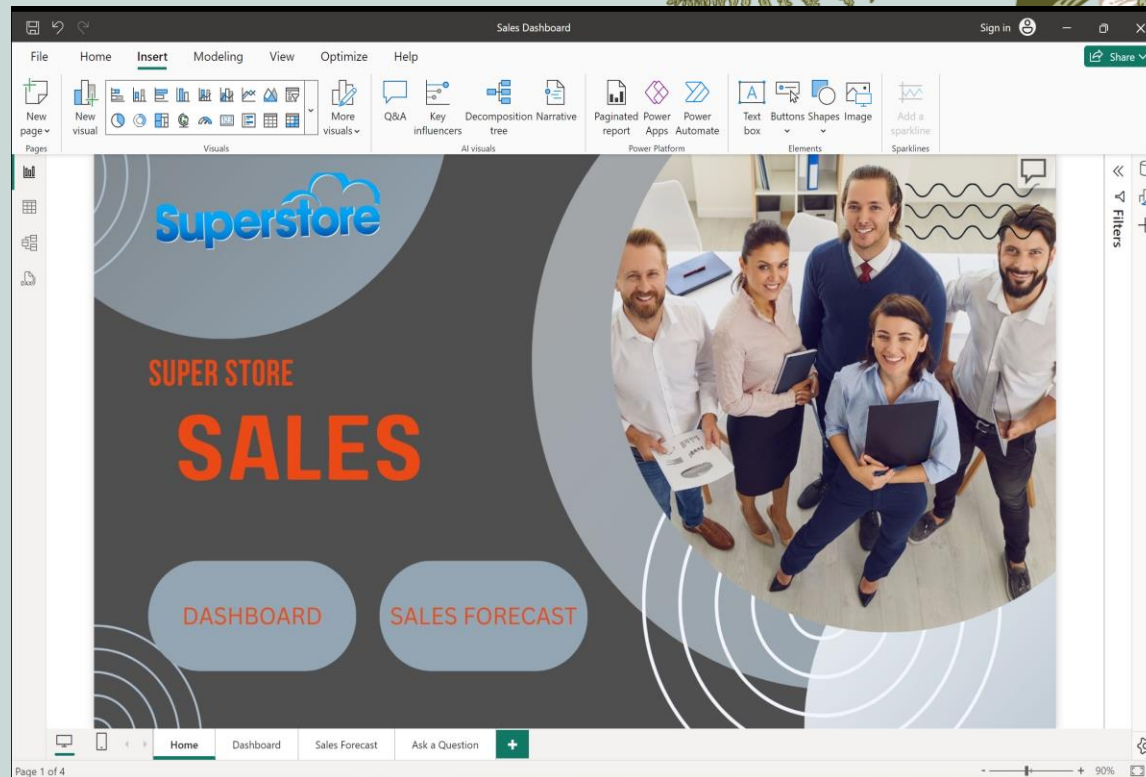 Sales Dashboard
Sign in
File Home Insert Modeling View Optimize Help
Share
New page
New visual
More visuals
Q&A
Key influencers
Decomposition tree
Narrative
Paginated report
Power Apps
Power Automate
Text box
Buttons
Shapes
Image
Add a sparkline
Pages
Visuals
AI visuals
Power Platform
Elements
Sparklines
Filters
Superstore
SUPER STORE
SALES
DASHBOARD
SALES FORECAST
Home Dashboard Sales Forecast Ask a Question
Page 1 of 4
90%